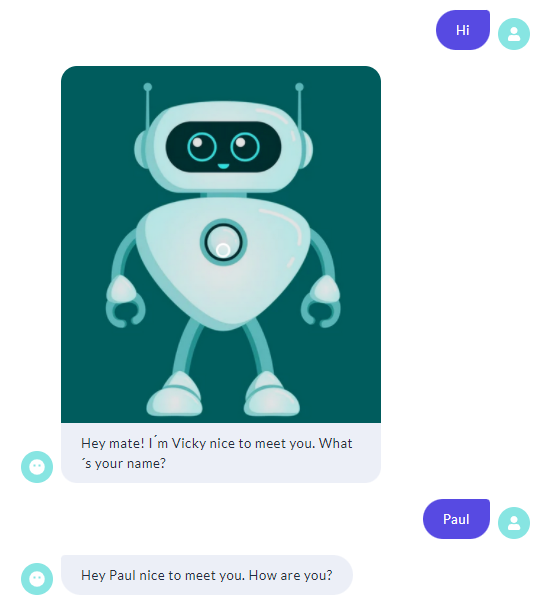 Hi
Hey mate! I´m Vicky nice to meet you. What
´s your name?
Paul
Hey Paul nice to meet you. How are you?